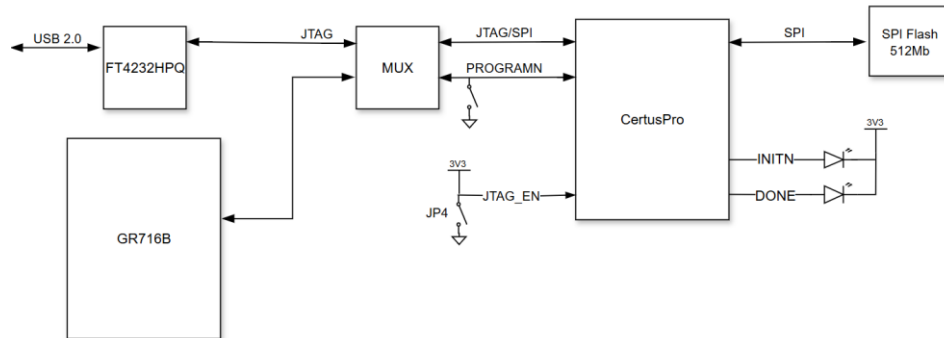 USB 2.0
FT4232HPQ
JTAG
MUX
JTAG/SPI
PROGRAMN
CertusPro
SPI
SPI Flash
512Mb
3V3
INITN
DONE
3V3
JTAG_EN
JP4
GR716B